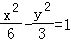 x²/6 - y²/3 = 1